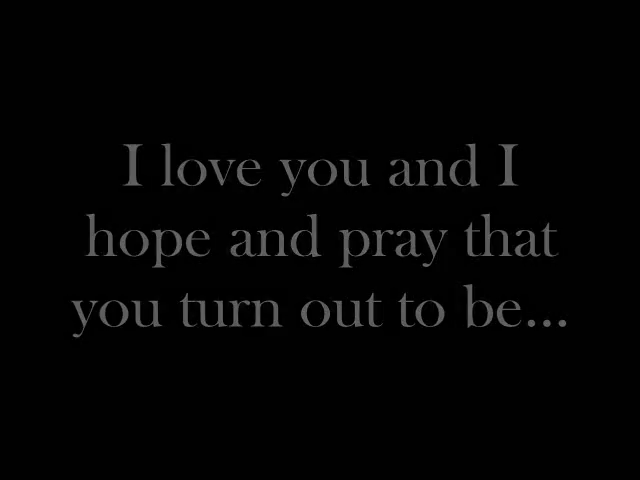 I love you and I
hope and pray that
you turn out to be...